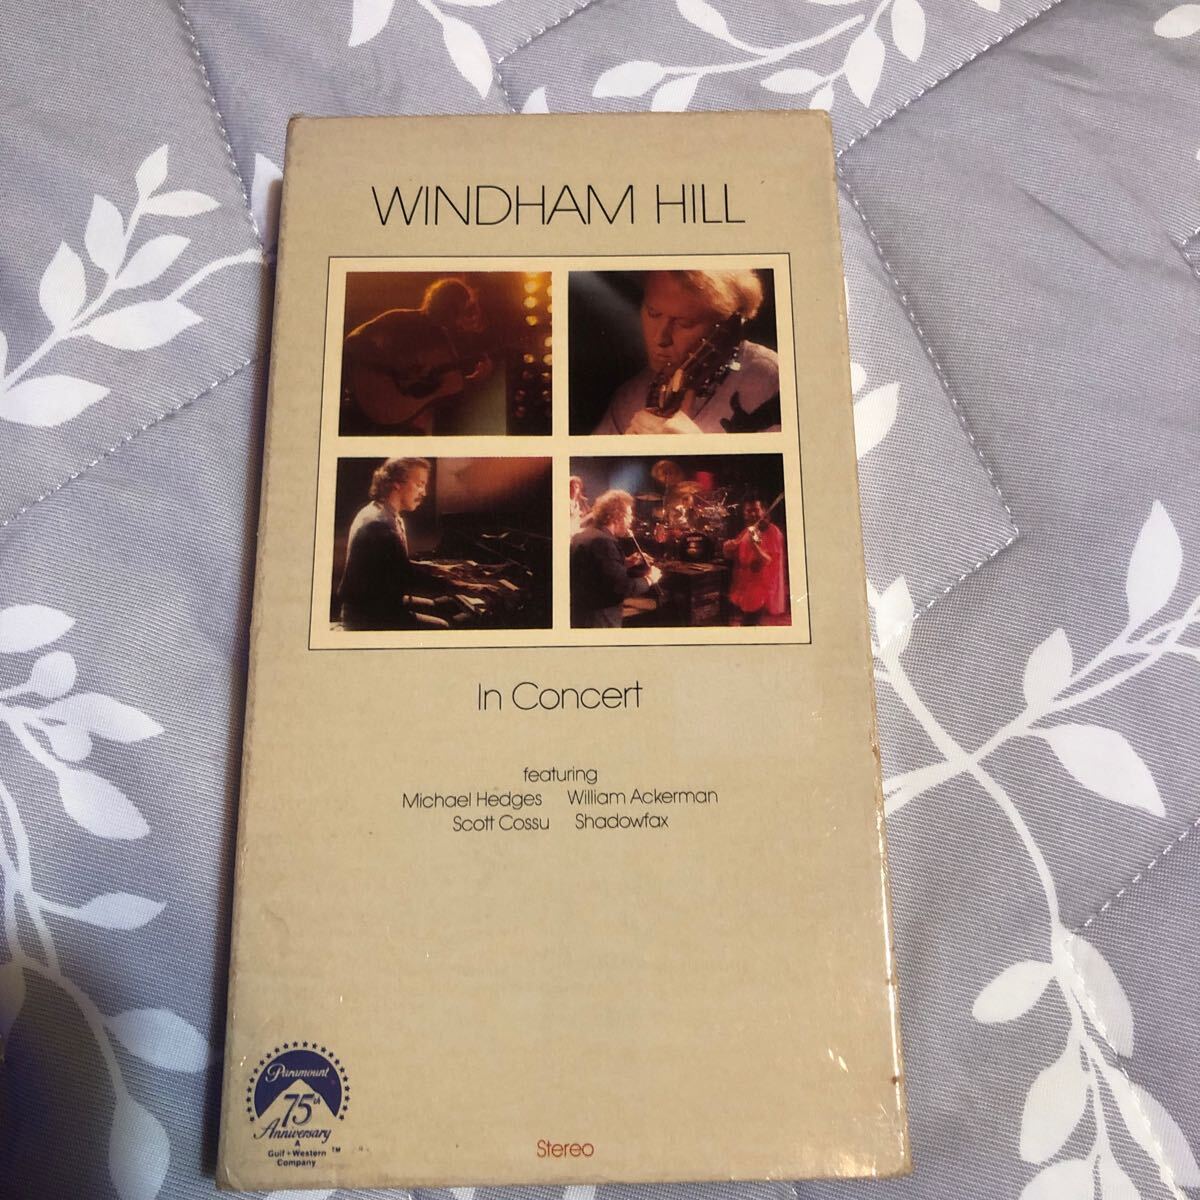 WINDHAM HILL
In Concert
featuring
Michael Hedges William Ackerman
Scott Cossu Shadowfax
Paramount
75th
Anniversary
A
Gulf + Western TM
Company
Stereo